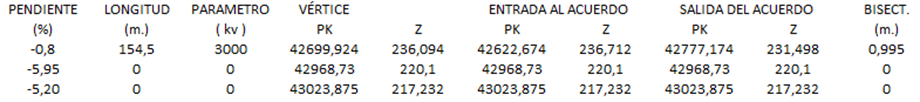 PENDIENTE LONGITUD PARAMETRO VÉRTICE ENTRADA AL ACUERDO SALIDA DEL ACUERDO BISECT.
(%) (m.) ( kv ) PK Z PK Z PK Z (m.)
-0,8 154,5 3000 42699,924 236,094 42622,674 236,712 42777,174 231,498 0,995
-5,95 0 0 42968,73 220,1 42968,73 220,1 42968,73 220,1 0
-5,20 0 0 43023,875 217,232 43023,875 217,232 43023,875 217,232 0